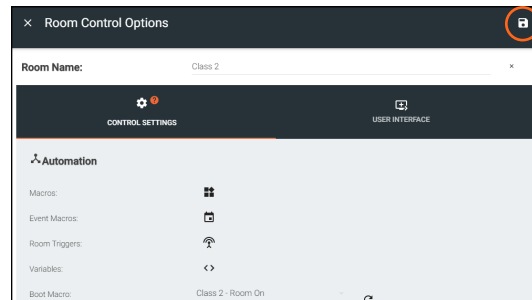 × Room Control Options
Room Name: Class 2 ×
? 
CONTROL SETTINGS USER INTERFACE
Automation
Macros:
Event Macros:
Room Triggers:
Variables: <>
Boot Macro: Class 2 - Room On